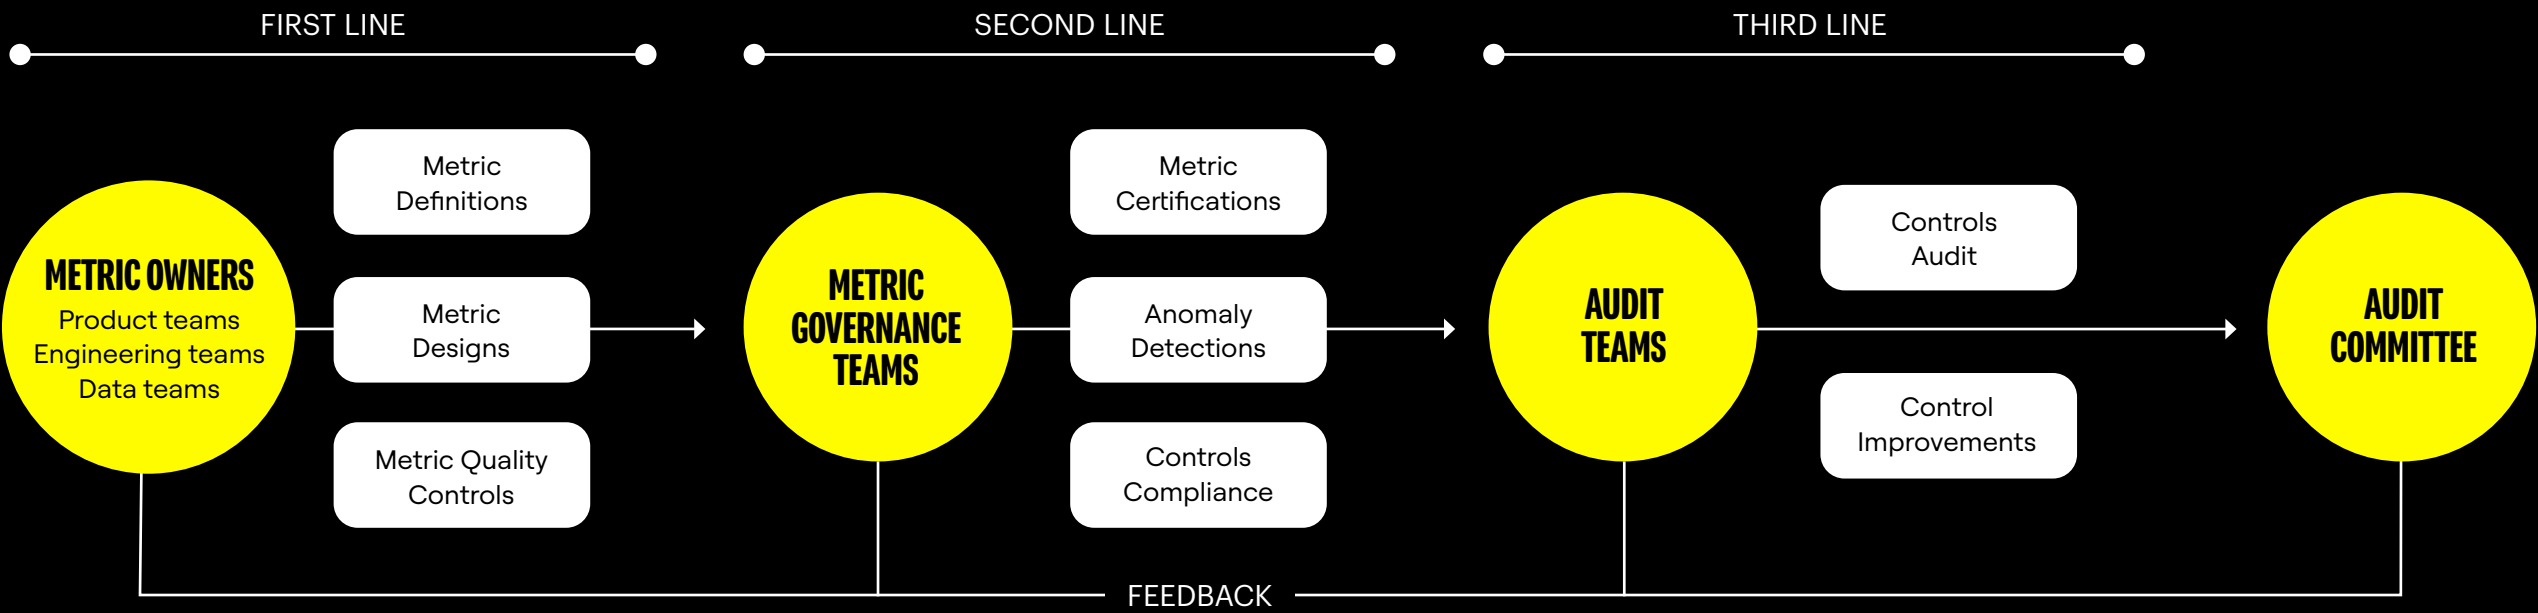 FIRST LINE
SECOND LINE
THIRD LINE
METRIC OWNERS
Product teams
Engineering teams
Data teams
Metric
Definitions
Metric
Designs
Metric Quality
Controls
METRIC
GOVERNANCE
TEAMS
Metric
Certifications
Anomaly
Detections
Controls
Compliance
AUDIT
TEAMS
Controls
Audit
Control
Improvements
AUDIT
COMMITTEE
FEEDBACK